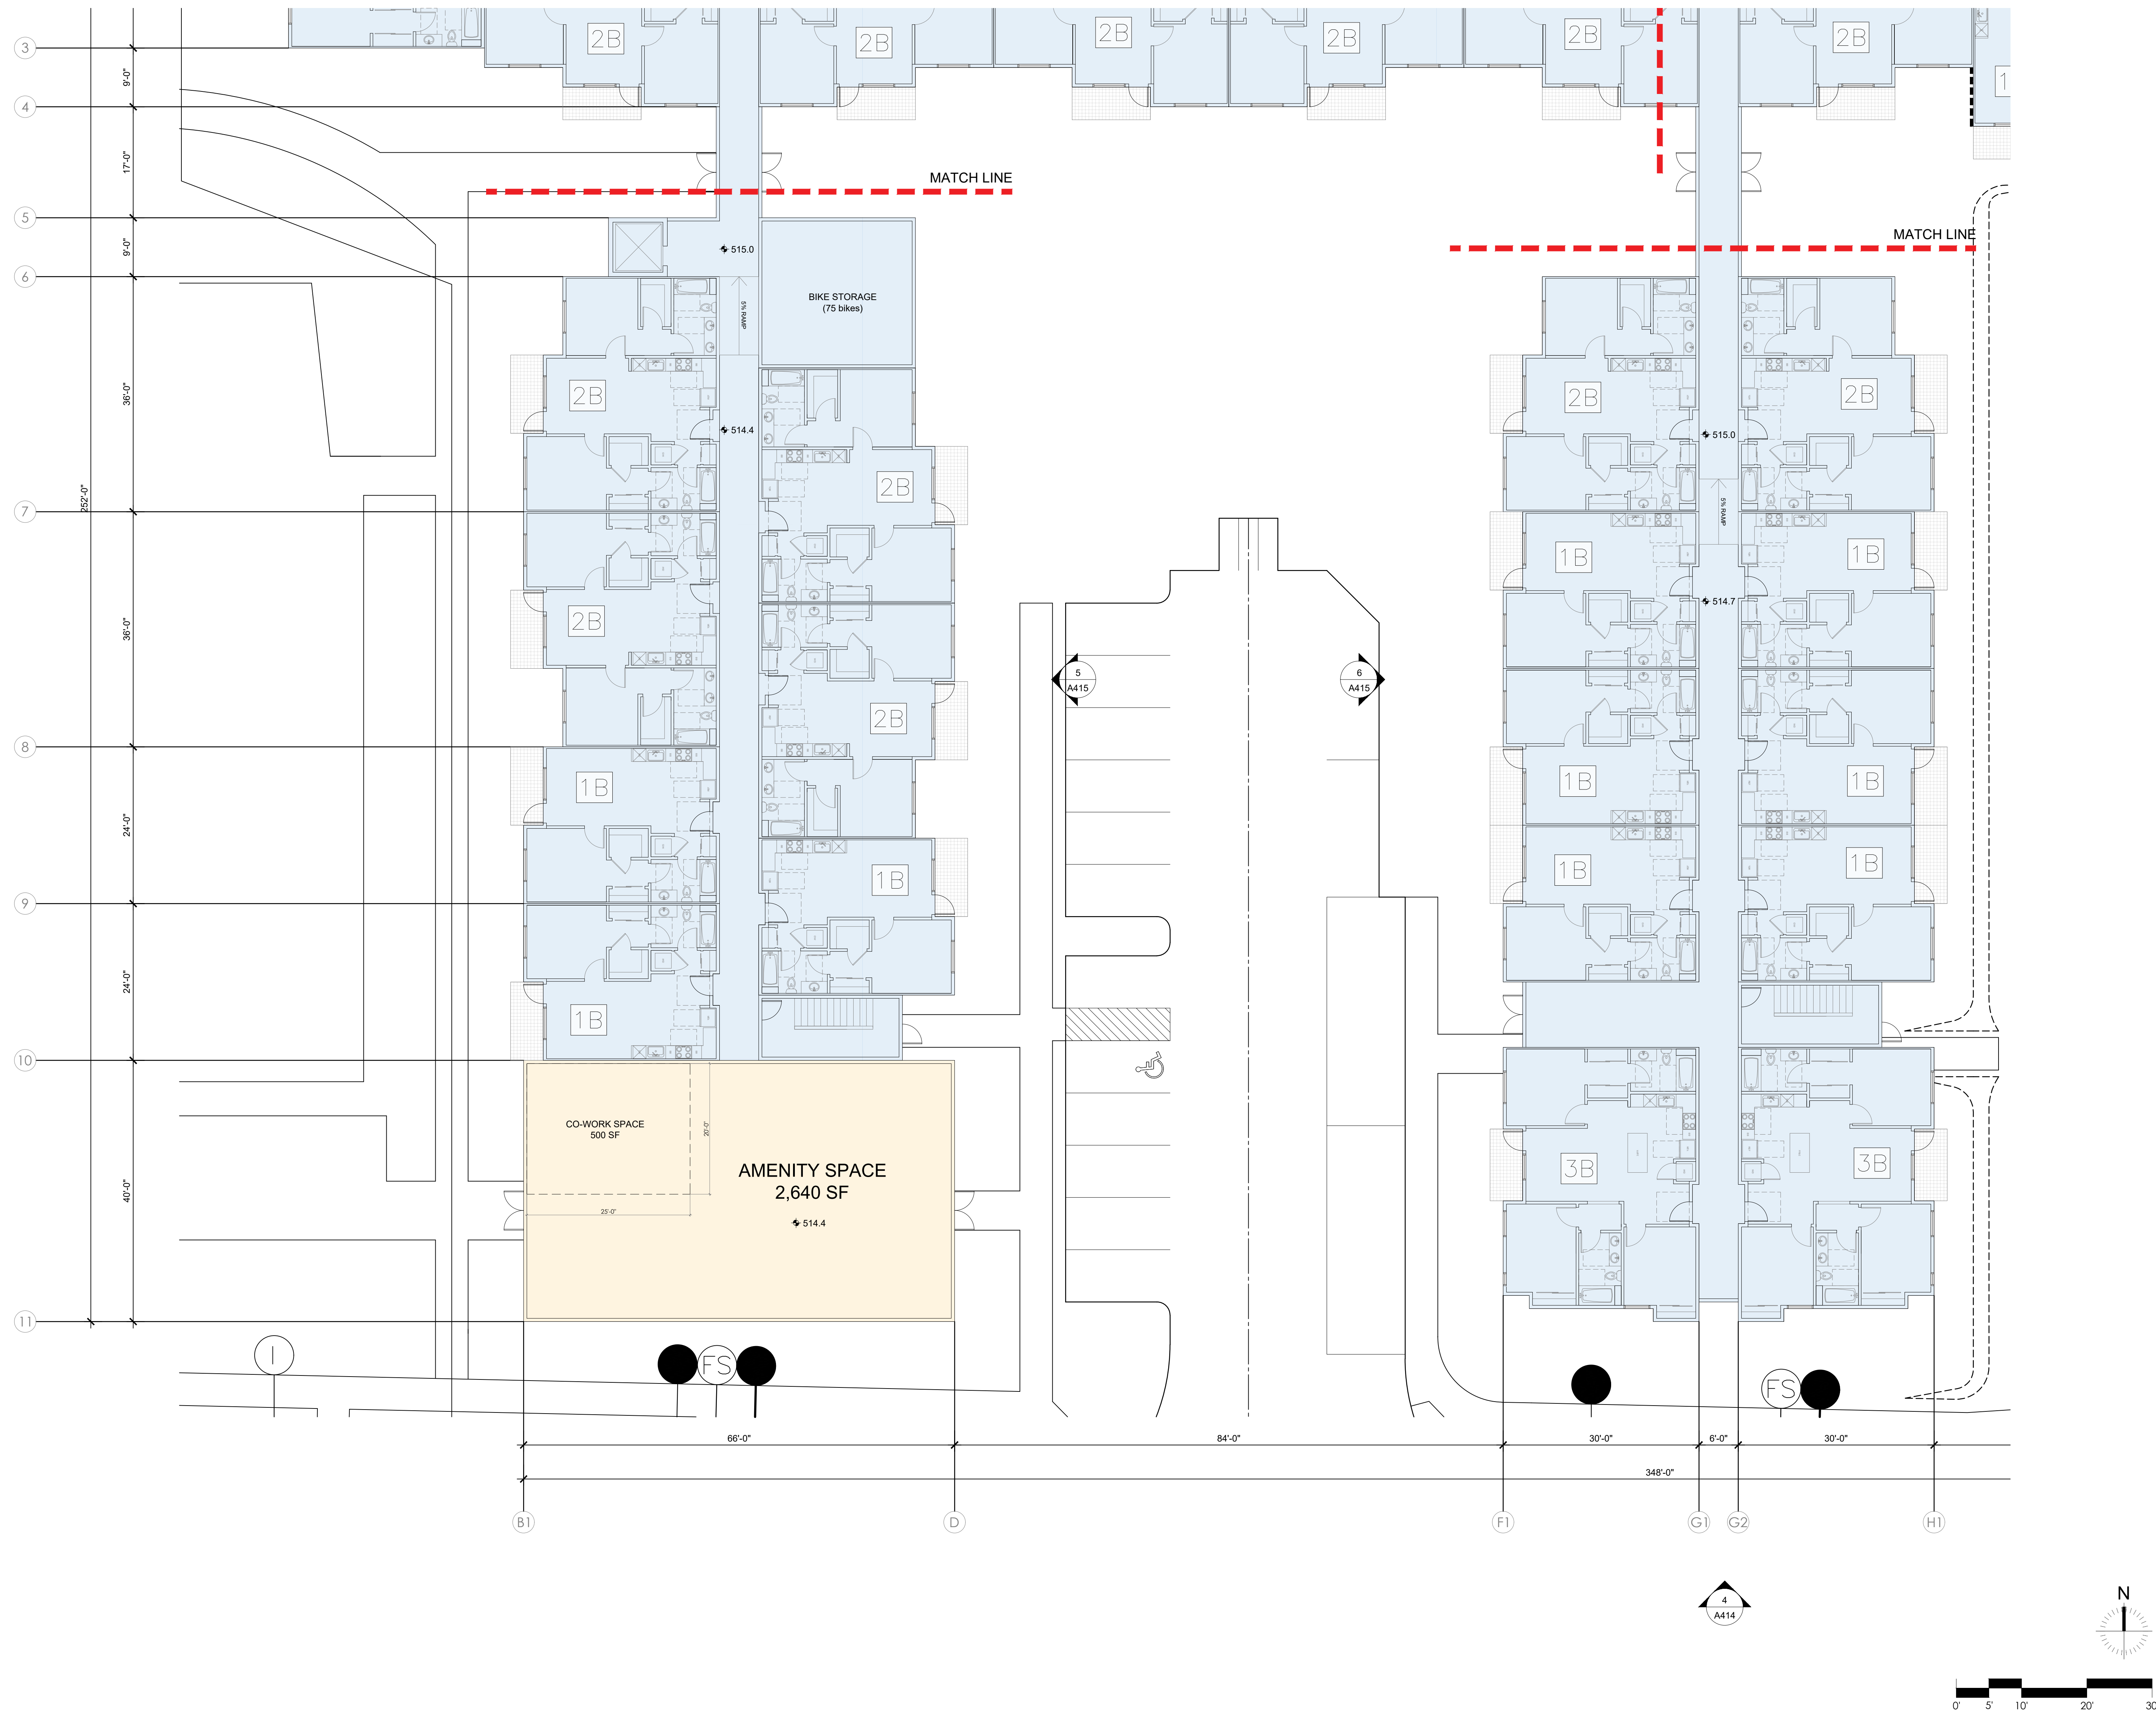 2B
2B
2B
2B
2B
2B
1
3
9'-0"
4
17'-0"
MATCH LINE
5
MATCH LINE
9'-0"
515.0
6
5% RAMP
BIKE STORAGE
(75 bikes)
36'-0"
2B
2B
2B
514.4
515.0
2B
252'-0"
7
5% RAMP
1B
1B
514.7
36'-0"
2B
5
A415
6
A415
2B
8
1B
1B
1B
24'-0"
1B
1B
1B
9
24'-0"
1B
10
CO-WORK SPACE
500 SF
20'-0"
AMENITY SPACE
2,640 SF
3B
3B
40'-0"
25'-0"
514.4
11
I
FS
FS
66'-0"
84'-0"
30'-0"
6'-0"
30'-0"
348'-0"
B1
D
F1
G1
G2
H1
4
A414
N
0'
5'
10'
20'
30